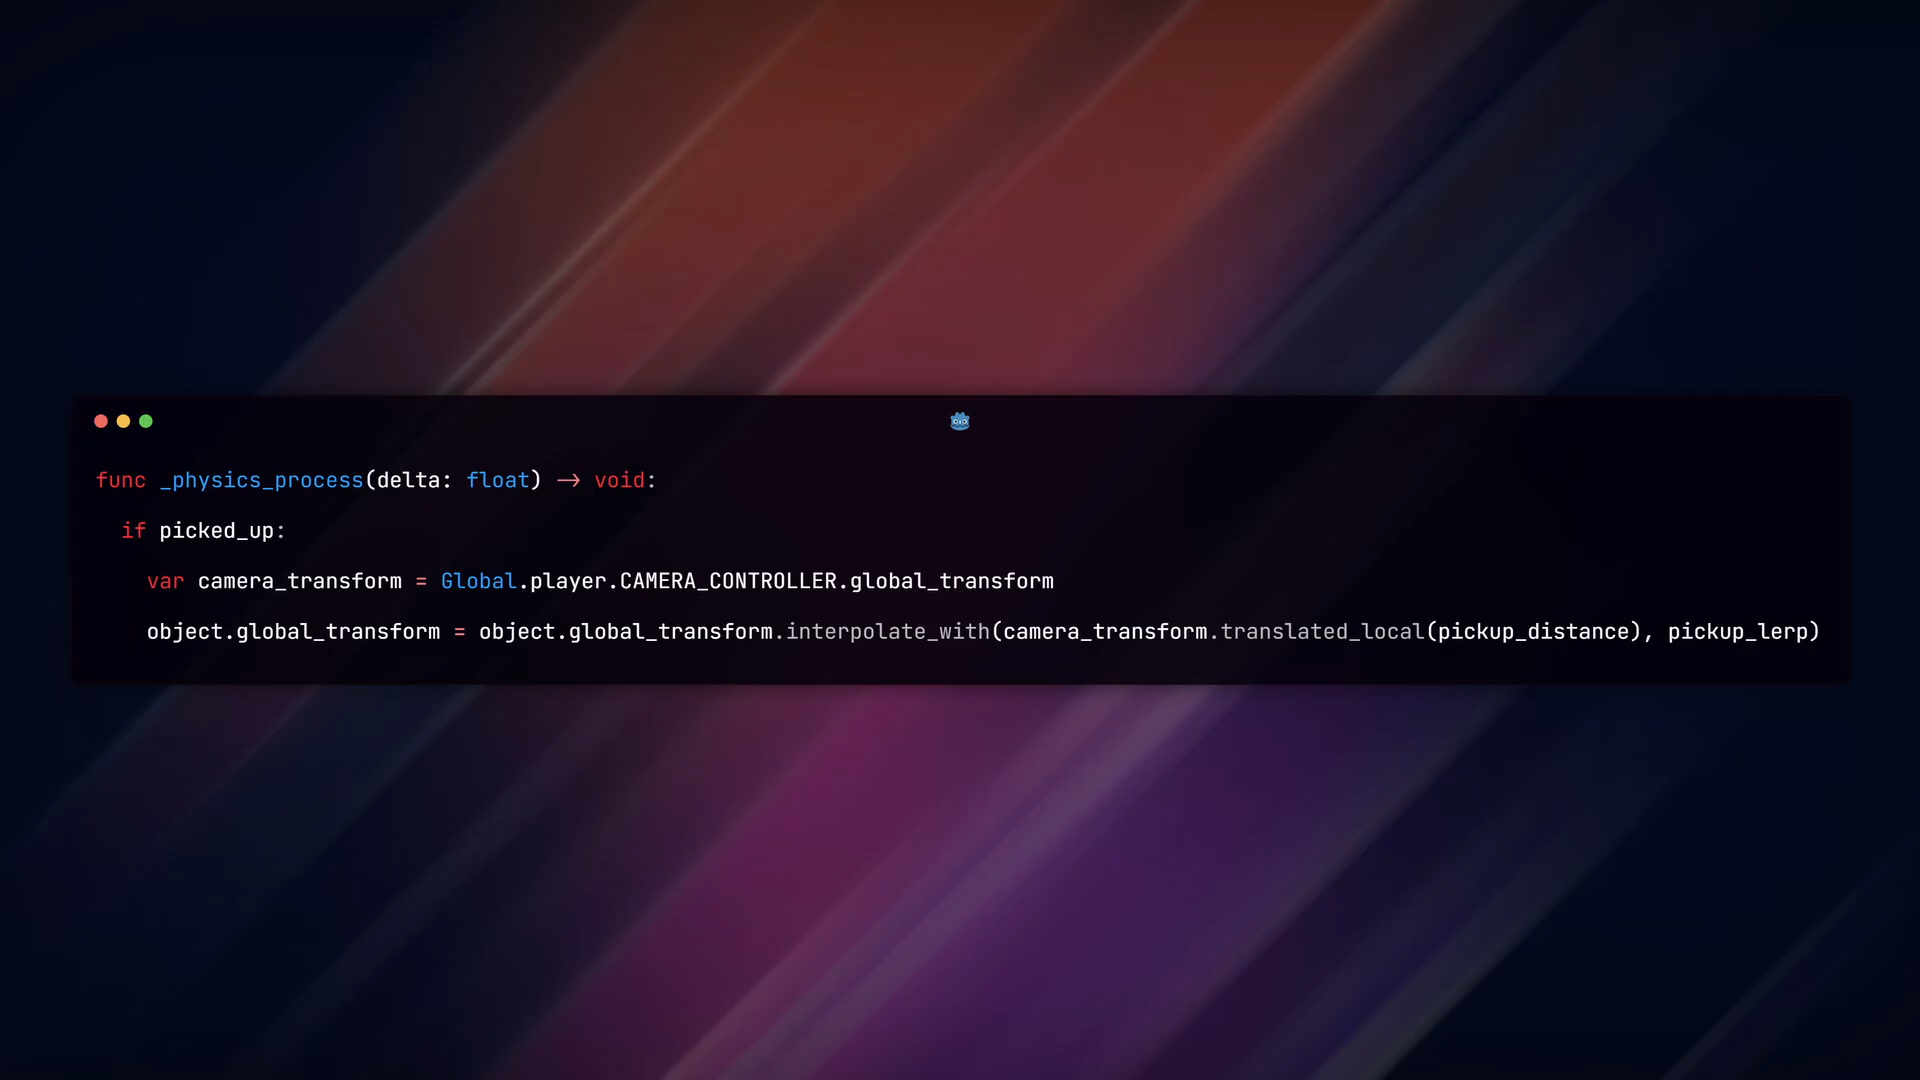 func _physics_process(delta: float) -> void:
if picked_up:
var camera_transform = Global.player.CAMERA_CONTROLLER.global_transform
object.global_transform = object.global_transform.interpolate_with(camera_transform.translated_local(pickup_distance), pickup_lerp)